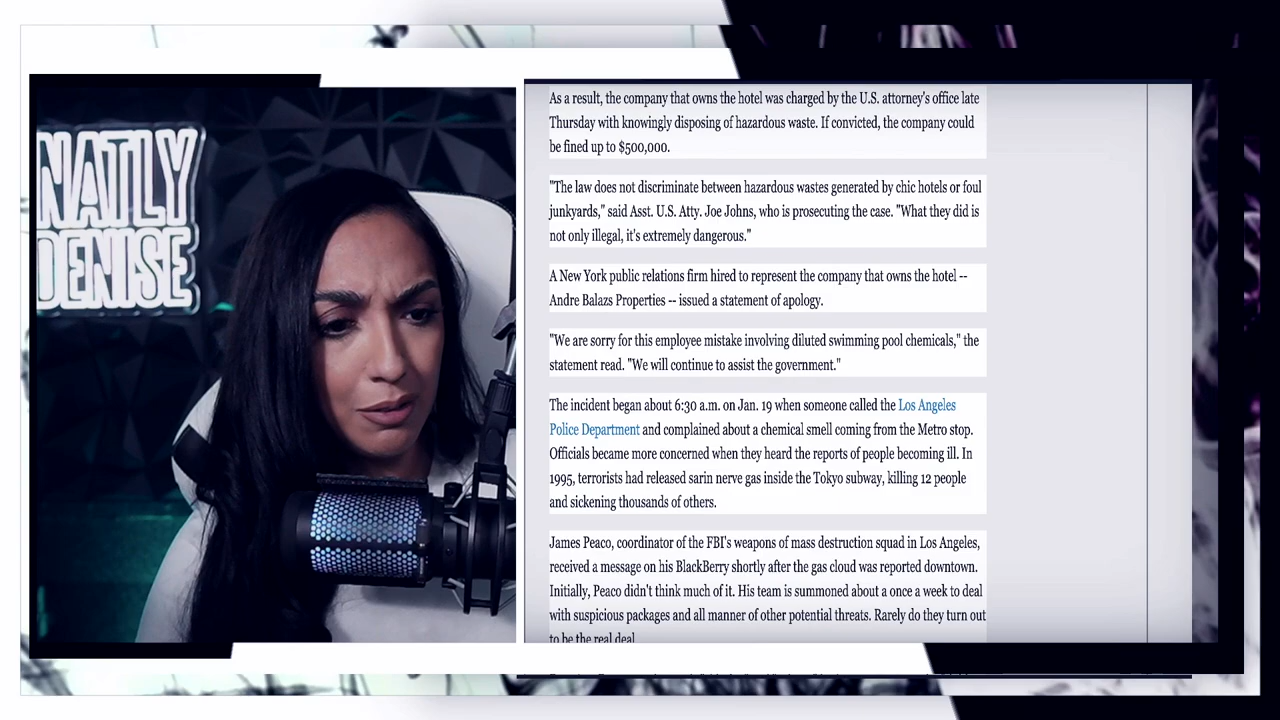 NATLY
DENISE
As a result, the company that owns the hotel was charged by the U.S. attorney's office late
Thursday with knowingly disposing of hazardous waste. If convicted, the company could
be fined up to $500,000.
"The law does not discriminate between hazardous wastes generated by chic hotels or foul
junkyards," said Asst. U.S. Atty. Joe Johns, who is prosecuting the case. "What they did is
not only illegal, it's extremely dangerous."
A New York public relations firm hired to represent the company that owns the hotel --
Andre Balazs Properties -- issued a statement of apology.
"We are sorry for this employee mistake involving diluted swimming pool chemicals," the
statement read. "We will continue to assist the government."
The incident began about 6:30 a.m. on Jan. 19 when someone called the Los Angeles
Police Department and complained about a chemical smell coming from the Metro stop.
Officials became more concerned when they heard the reports of people becoming ill. In
1995, terrorists had released sarin nerve gas inside the Tokyo subway, killing 12 people
and sickening thousands of others.
James Peaco, coordinator of the FBI's weapons of mass destruction squad in Los Angeles,
received a message on his BlackBerry shortly after the gas cloud was reported downtown.
Initially, Peaco didn't think much of it. His team is summoned about a once a week to deal
with suspicious packages and all manner of other potential threats. Rarely do they turn out
to be the real deal